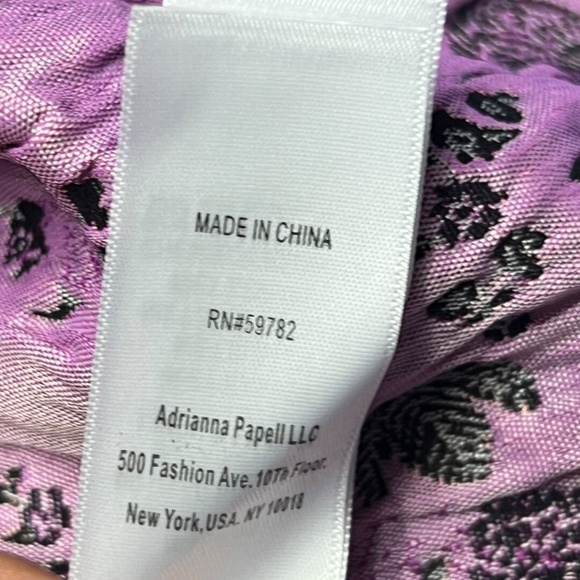 MADE IN CHINA
RN#59782
Adrianna Papell LLC
500 Fashion Ave. 10Th Floor.
New York,USA. NY 10018